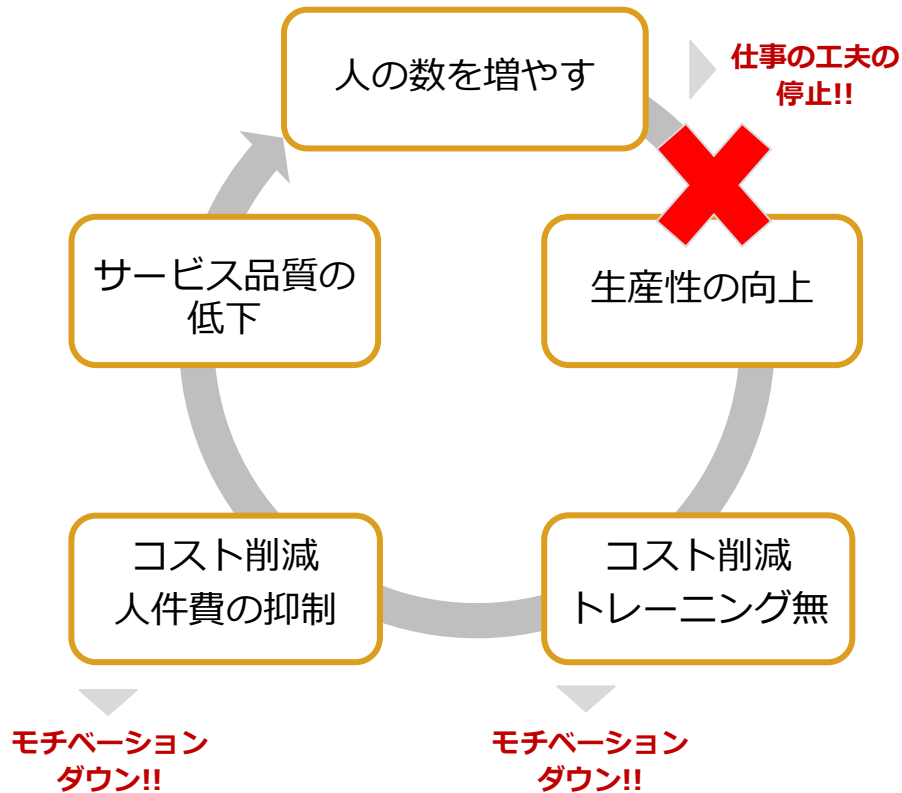 人の数を増やす
仕事の工夫の
停止!!
生産性の向上
コスト削減
トレーニング無
モチベーション
ダウン!!
コスト削減
人件費の抑制
モチベーション
ダウン!!
サービス品質の
低下